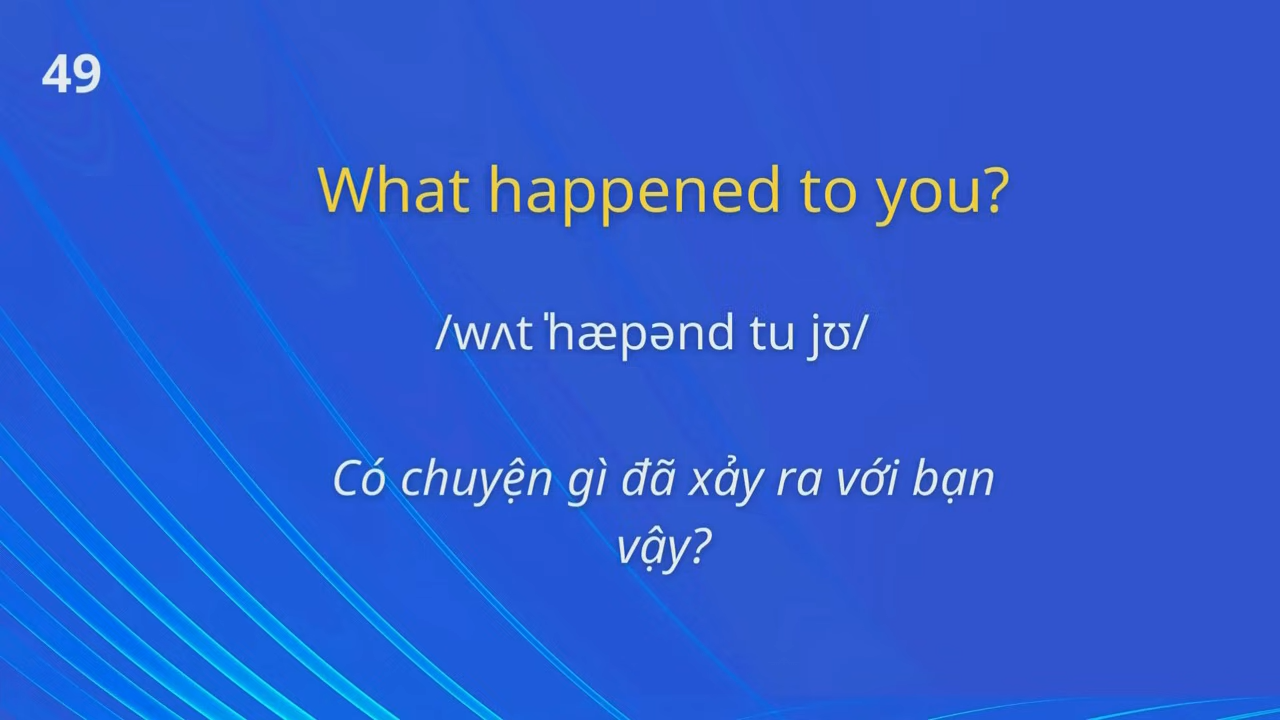 49
What happened to you?
/wʌt ˈhæpənd tu jʊ/
Có chuyện gì đã xảy ra với bạn
vậy?